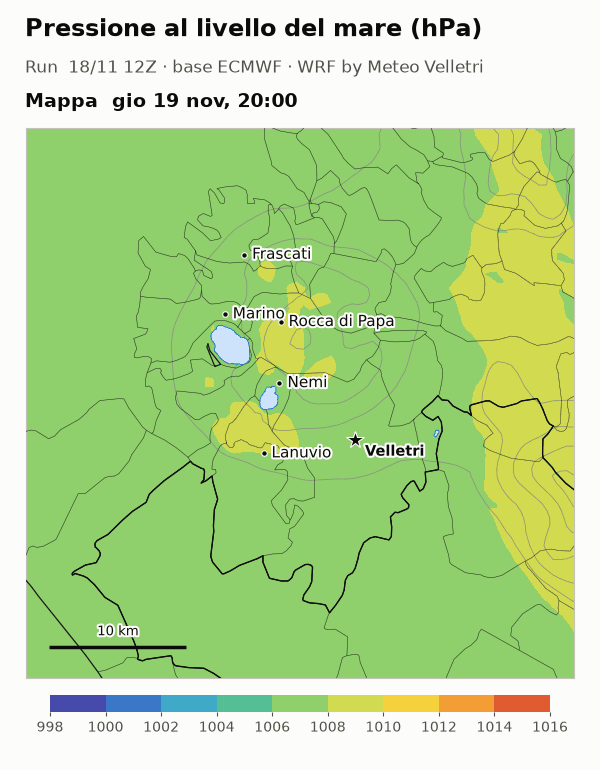 Pressione al livello del mare (hPa)
Run  18/11 12Z · base ECMWF · WRF by Meteo Velletri
Mappa  gio 19 nov, 20:00
Frascati
Marino
Rocca di Papa
Nemi
Velletri
Lanuvio
10 km
998 1000 1002 1004 1006 1008 1010 1012 1014 1016